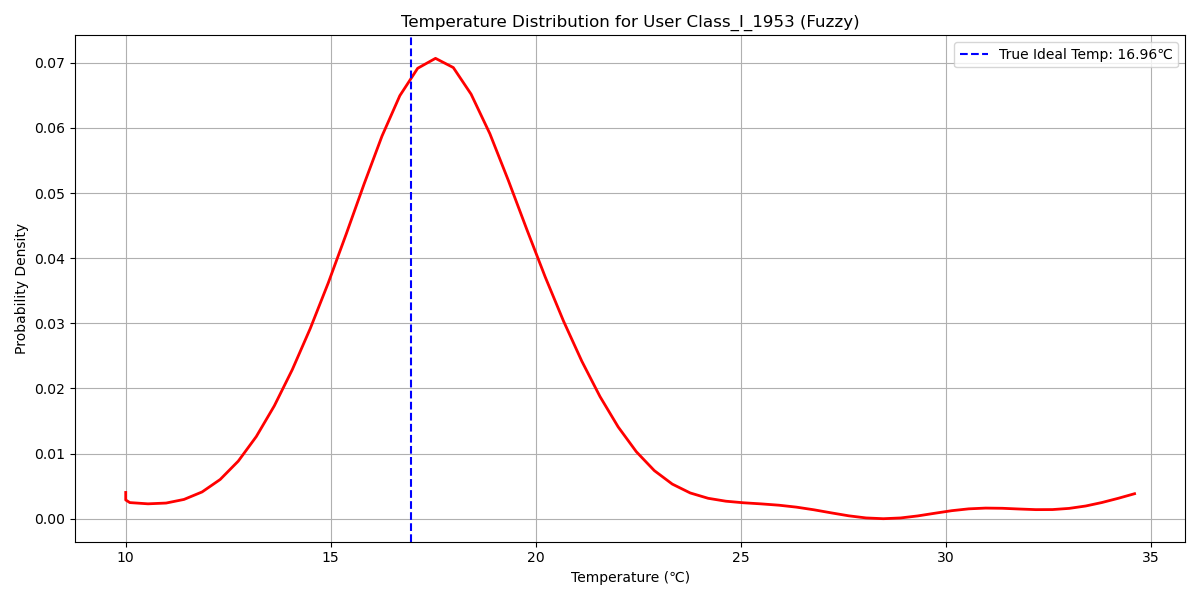 Temperature Distribution for User Class_I_1953 (Fuzzy)
True Ideal Temp: 16.96℃
Probability Density
0.07
0.06
0.05
0.04
0.03
0.02
0.01
0.00
10 15 20 25 30 35
Temperature (℃)